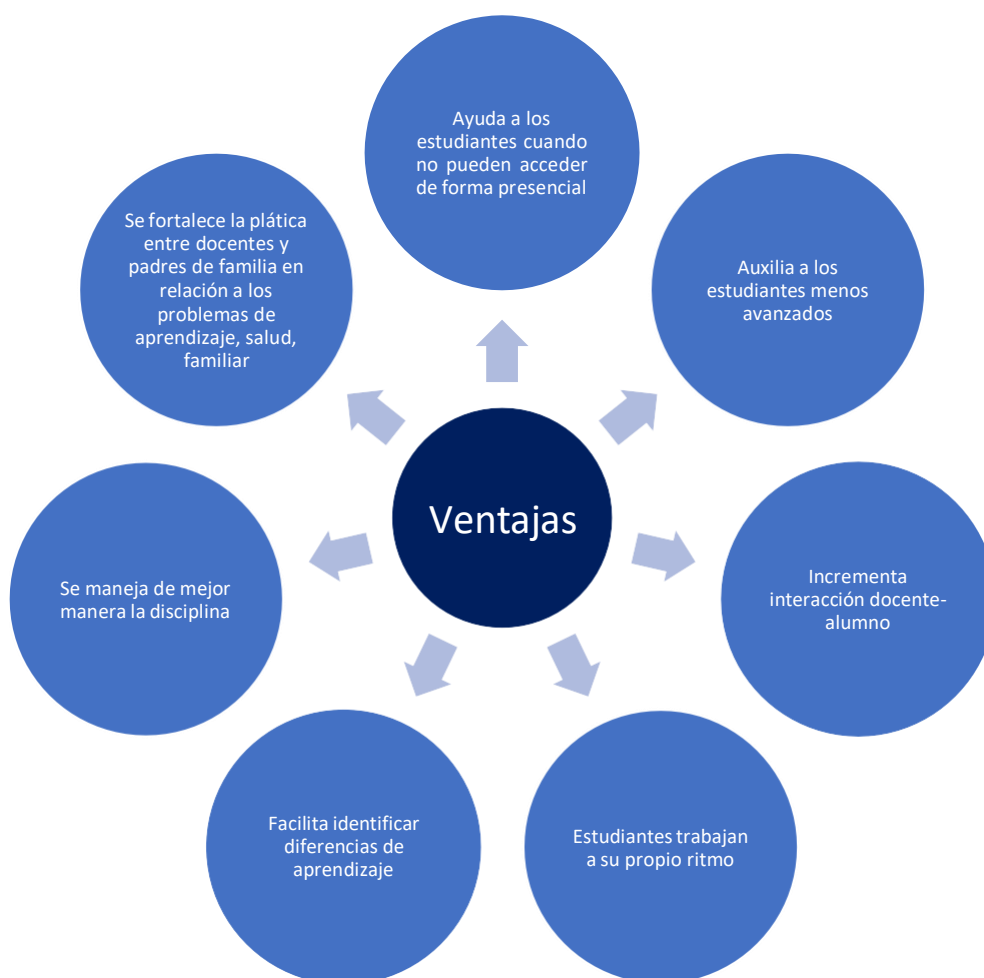 Ayuda a los
estudiantes cuando
no pueden acceder
de forma presencial
Auxilia a los
estudiantes menos
avanzados
Incrementa
interacción docente-
alumno
Estudiantes trabajan
a su propio ritmo
Facilita identificar
diferencias de
aprendizaje
Se maneja de mejor
manera la disciplina
Se fortalece la plática
entre docentes y
padres de familia en
relación a los
problemas de
aprendizaje, salud,
familiar
Ventajas